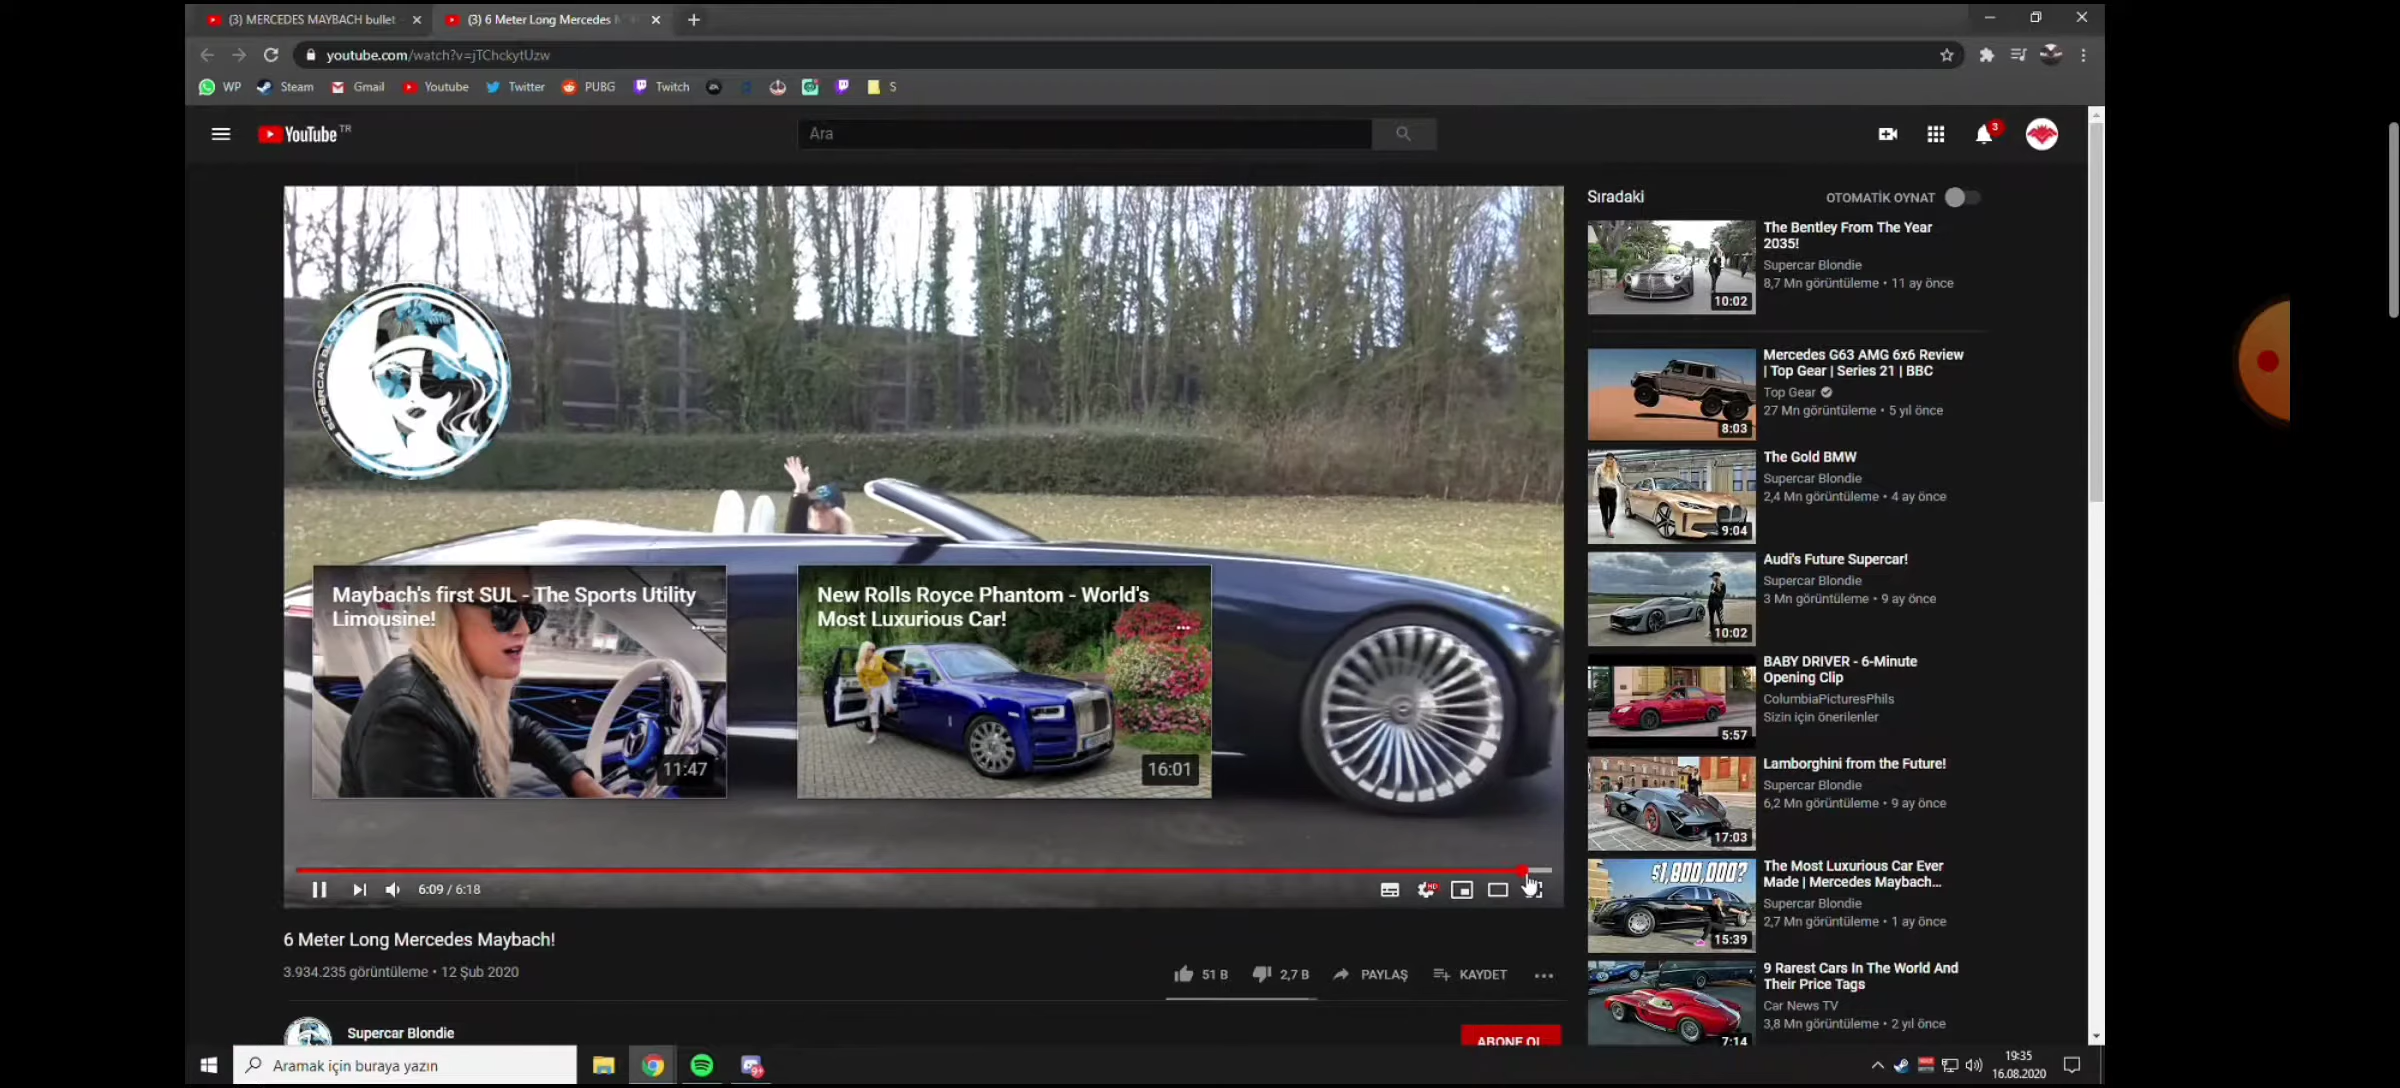 (3) MERCEDES MAYBACH bullet
(3) 6 Meter Long Mercedes
youtube.com/watch?v=jTChckytUzw
WP Steam Gmail Youtube Twitter PUBG Twitch S
YouTube TR
Ara
3
SUPERCAR BLONDIE
Maybach's first SUL - The Sports Utility
Limousine!
11:47
New Rolls Royce Phantom - World's
Most Luxurious Car!
16:01
6:09 / 6:18
HD
6 Meter Long Mercedes Maybach!
3.934.235 görüntüleme • 12 Şub 2020
51 B 2,7 B PAYLAŞ KAYDET
Supercar Blondie
ABONE OL
Sıradaki OTOMATİK OYNAT
The Bentley From The Year
2035!
Supercar Blondie
8,7 Mn görüntüleme • 11 ay önce
10:02
Mercedes G63 AMG 6x6 Review
| Top Gear | Series 21 | BBC
Top Gear
27 Mn görüntüleme • 5 yıl önce
8:03
The Gold BMW
Supercar Blondie
2,4 Mn görüntüleme • 4 ay önce
9:04
Audi's Future Supercar!
Supercar Blondie
3 Mn görüntüleme • 9 ay önce
10:02
BABY DRIVER - 6-Minute
Opening Clip
ColumbiaPicturesPhils
Sizin için önerilenler
5:57
Lamborghini from the Future!
Supercar Blondie
6,2 Mn görüntüleme • 9 ay önce
17:03
$1,800,000?
The Most Luxurious Car Ever
Made | Mercedes Maybach...
Supercar Blondie
2,7 Mn görüntüleme • 1 ay önce
15:39
9 Rarest Cars In The World And
Their Price Tags
Car News TV
3,8 Mn görüntüleme • 2 yıl önce
7:14
Aramak için buraya yazın
9+
19:35
16.08.2020